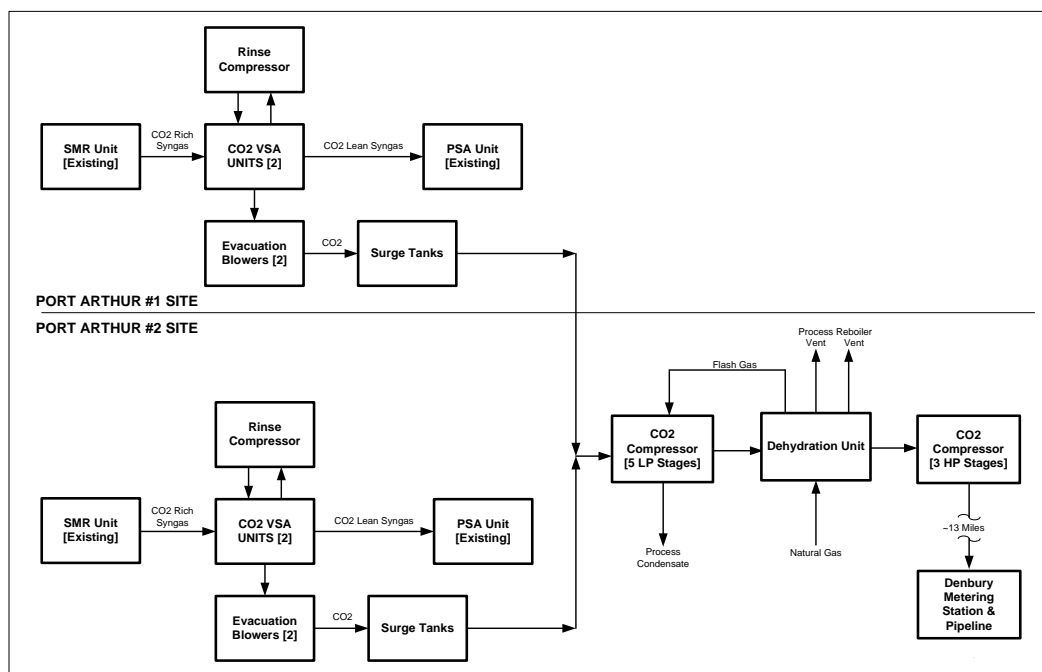 Rinse
Compressor
SMR Unit
[Existing]
CO2 Rich
Syngas
CO2 VSA
UNITS [2]
CO2 Lean Syngas
PSA Unit
[Existing]
Evacuation
Blowers [2]
CO2
Surge Tanks
PORT ARTHUR #1 SITE
PORT ARTHUR #2 SITE
Process
Vent
Reboiler
Vent
Flash Gas
Rinse
Compressor
CO2
Compressor
[5 LP Stages]
Dehydration Unit
CO2
Compressor
[3 HP Stages]
SMR Unit
[Existing]
CO2 Rich
Syngas
CO2 VSA
UNITS [2]
CO2 Lean Syngas
PSA Unit
[Existing]
Process
Condensate
Natural Gas
~13 Miles
Evacuation
Blowers [2]
CO2
Surge Tanks
Denbury
Metering
Station &
Pipeline